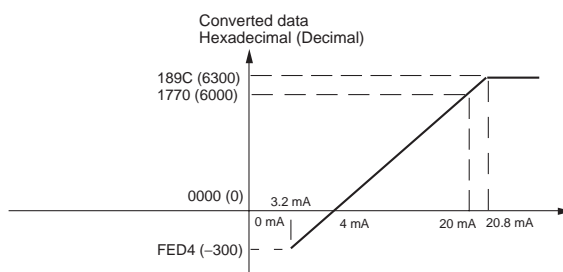 Converted data
Hexadecimal (Decimal)
189C (6300)
1770 (6000)
0000 (0)
3.2 mA
0 mA
4 mA
20 mA
20.8 mA
FED4 (−300)